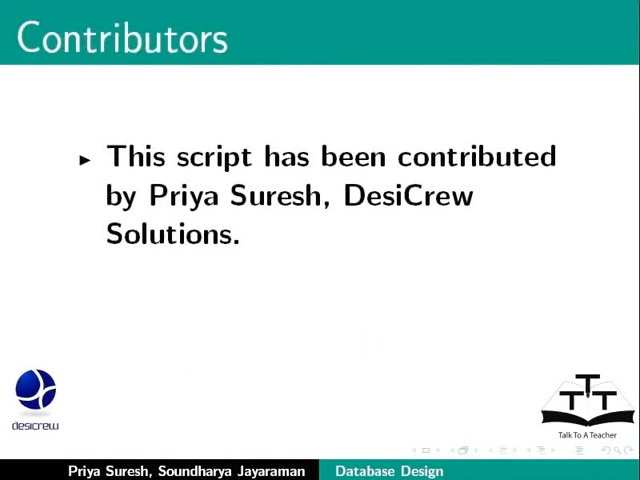 Contributors
This script has been contributed
by Priya Suresh, DesiCrew
Solutions.
desicrew
TTT
Talk To A Teacher
Priya Suresh, Soundharya Jayaraman
Database Design